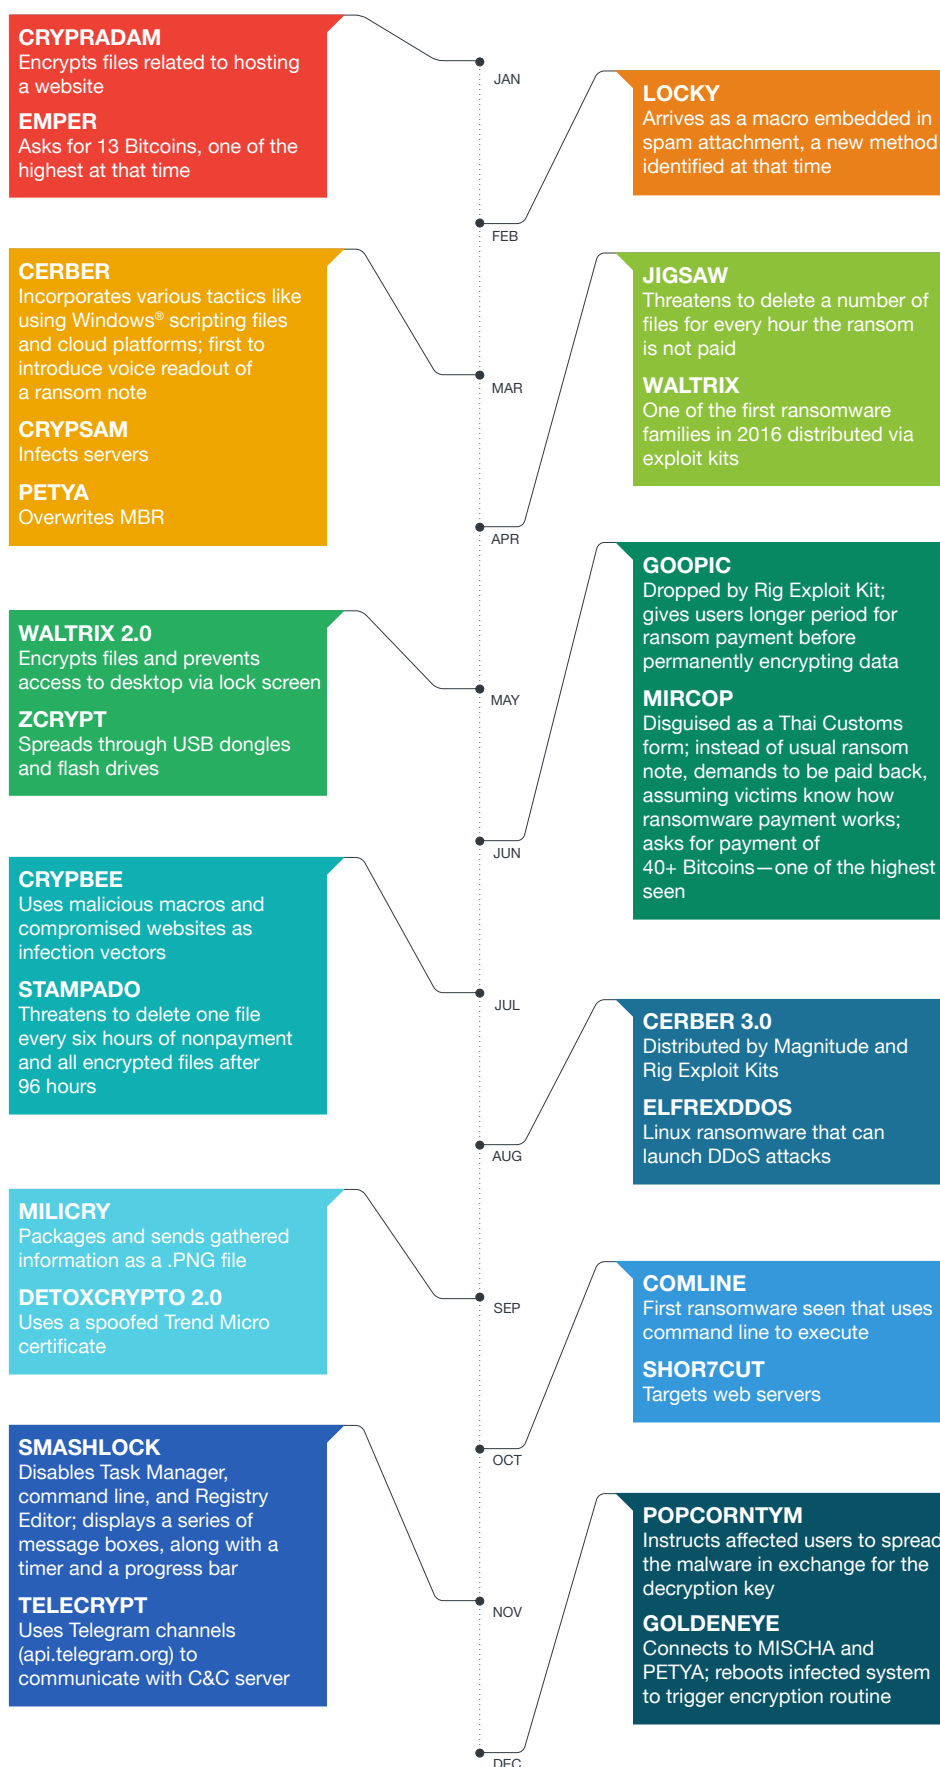 CRYPRADAM
Encrypts files related to hosting
a website
EMPER
Asks for 13 Bitcoins, one of the
highest at that time
JAN
LOCKY
Arrives as a macro embedded in
spam attachment, a new method
identified at that time
FEB
CERBER
Incorporates various tactics like
using Windows® scripting files
and cloud platforms; first to
introduce voice readout of
a ransom note
CRYPSAM
Infects servers
PETYA
Overwrites MBR
MAR
JIGSAW
Threatens to delete a number of
files for every hour the ransom
is not paid
WALTRIX
One of the first ransomware
families in 2016 distributed via
exploit kits
APR
WALTRIX 2.0
Encrypts files and prevents
access to desktop via lock screen
ZCRYPT
Spreads through USB dongles
and flash drives
MAY
GOOPIC
Dropped by Rig Exploit Kit;
gives users longer period for
ransom payment before
permanently encrypting data
MIRCOP
Disguised as a Thai Customs
form; instead of usual ransom
note, demands to be paid back,
assuming victims know how
ransomware payment works;
asks for payment of
40+ Bitcoins—one of the highest
seen
JUN
CRYPBEE
Uses malicious macros and
compromised websites as
infection vectors
STAMPADO
Threatens to delete one file
every six hours of nonpayment
and all encrypted files after
96 hours
JUL
CERBER 3.0
Distributed by Magnitude and
Rig Exploit Kits
ELFREXDDOS
Linux ransomware that can
launch DDoS attacks
AUG
MILICRY
Packages and sends gathered
information as a .PNG file
DETOXCRYPTO 2.0
Uses a spoofed Trend Micro
certificate
SEP
COMLINE
First ransomware seen that uses
command line to execute
SHOR7CUT
Targets web servers
OCT
SMASHLOCK
Disables Task Manager,
command line, and Registry
Editor; displays a series of
message boxes, along with a
timer and a progress bar
TELECRYPT
Uses Telegram channels
(api.telegram.org) to
communicate with C&C server
NOV
POPCORNTYM
Instructs affected users to spread
the malware in exchange for the
decryption key
GOLDENEYE
Connects to MISCHA and
PETYA; reboots infected system
to trigger encryption routine
DEC